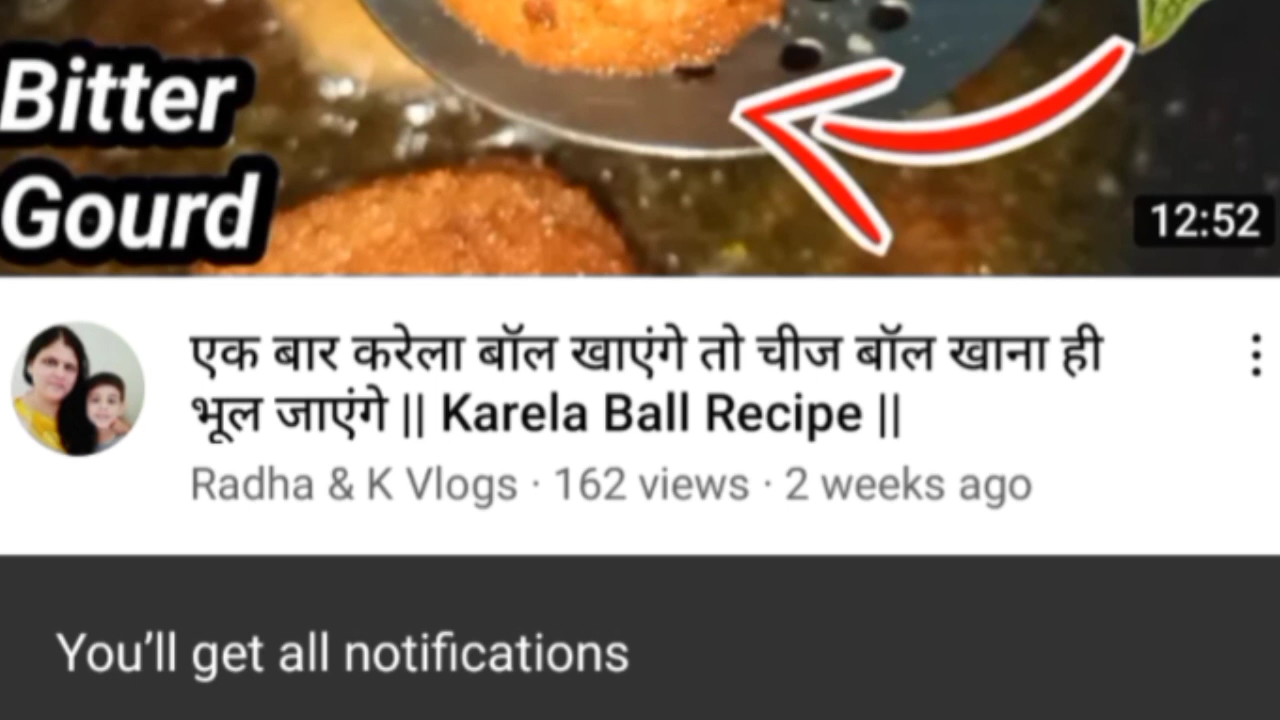 Bitter
Gourd
12:52
एक बार करेला बॉल खाएंगे तो चीज बॉल खाना ही
भूल जाएंगे || Karela Ball Recipe ||
Radha & K Vlogs · 162 views · 2 weeks ago
You’ll get all notifications